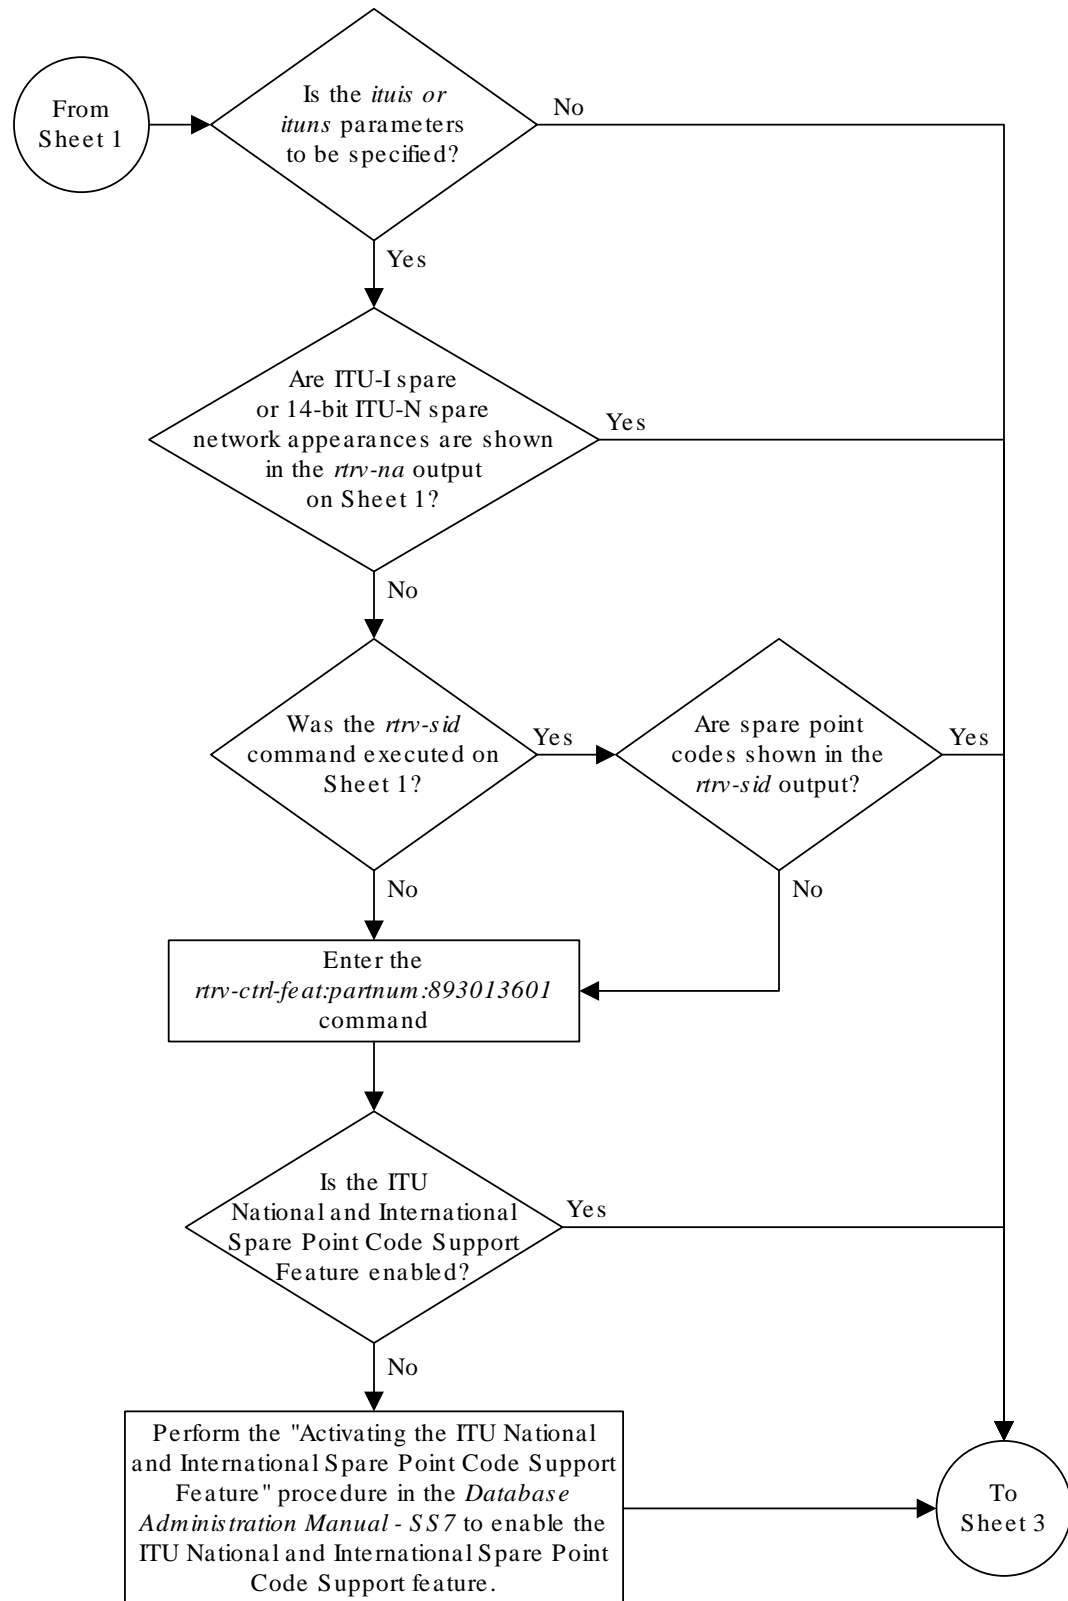 From
Sheet 1
Is the ituis or
ituns parameters
to be specified?
No
Yes
Are ITU-I spare
or 14-bit ITU-N spare
network appearances are shown
in the rtrv-na output
on Sheet 1?
Yes
No
Was the rtrv-sid
command executed on
Sheet 1?
Yes
Are spare point
codes shown in the
rtrv-sid output?
Yes
No
No
Enter the
rtrv-ctrl-feat:partnum:893013601
command
Is the ITU
National and International
Spare Point Code Support
Feature enabled?
Yes
No
Perform the "Activating the ITU National
and International Spare Point Code Support
Feature" procedure in the Database
Administration Manual - SS7 to enable the
ITU National and International Spare Point
Code Support feature.
To
Sheet 3